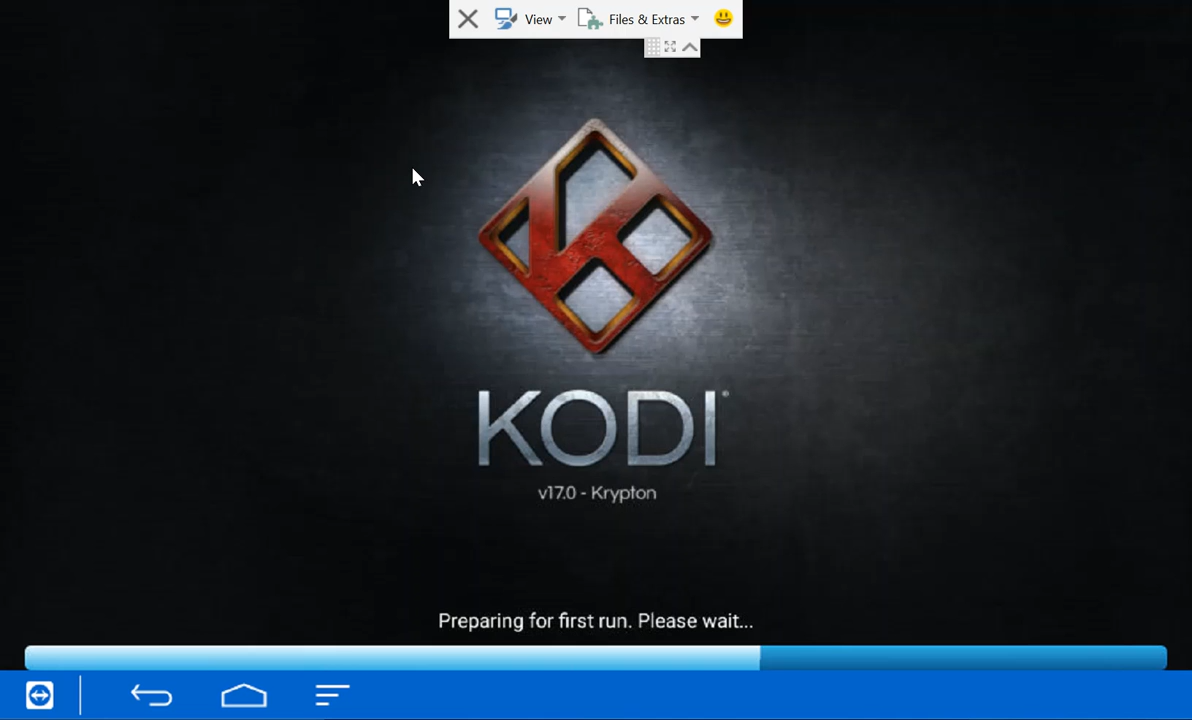 View
Files & Extras
KODI®
v17.0 - Krypton
Preparing for first run. Please wait...